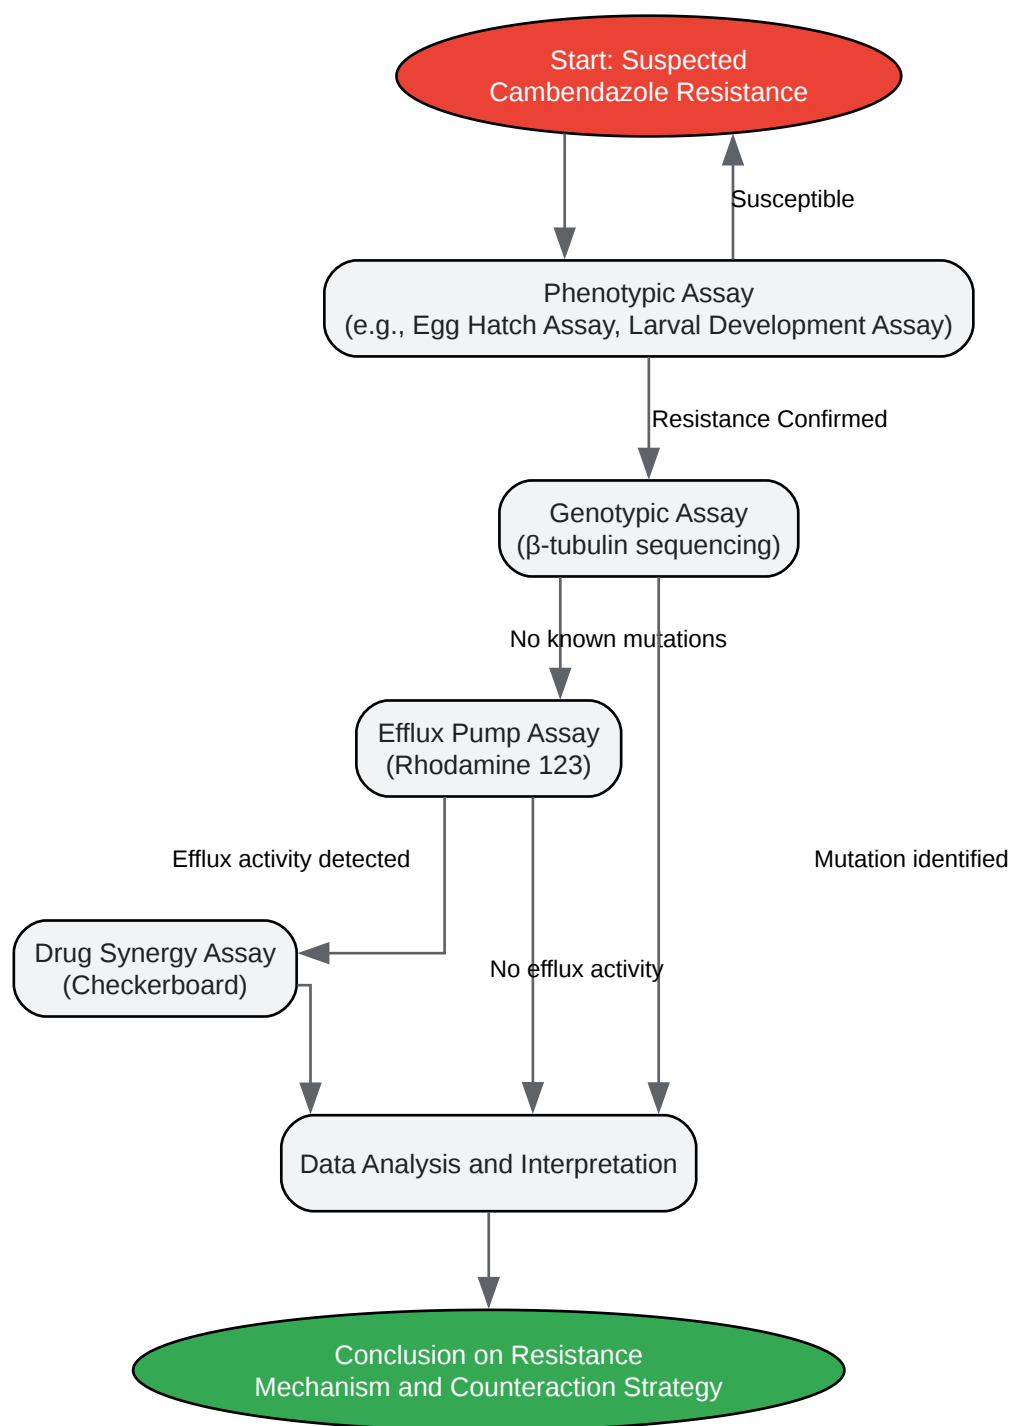 Start: Suspected
Cambendazole Resistance
Susceptible
Phenotypic Assay
(e.g., Egg Hatch Assay, Larval Development Assay)
Resistance Confirmed
Genotypic Assay
(β-tubulin sequencing)
No known mutations
Efflux Pump Assay
(Rhodamine 123)
Efflux activity detected
Mutation identified
Drug Synergy Assay
(Checkerboard)
No efflux activity
Data Analysis and Interpretation
Conclusion on Resistance
Mechanism and Counteraction Strategy